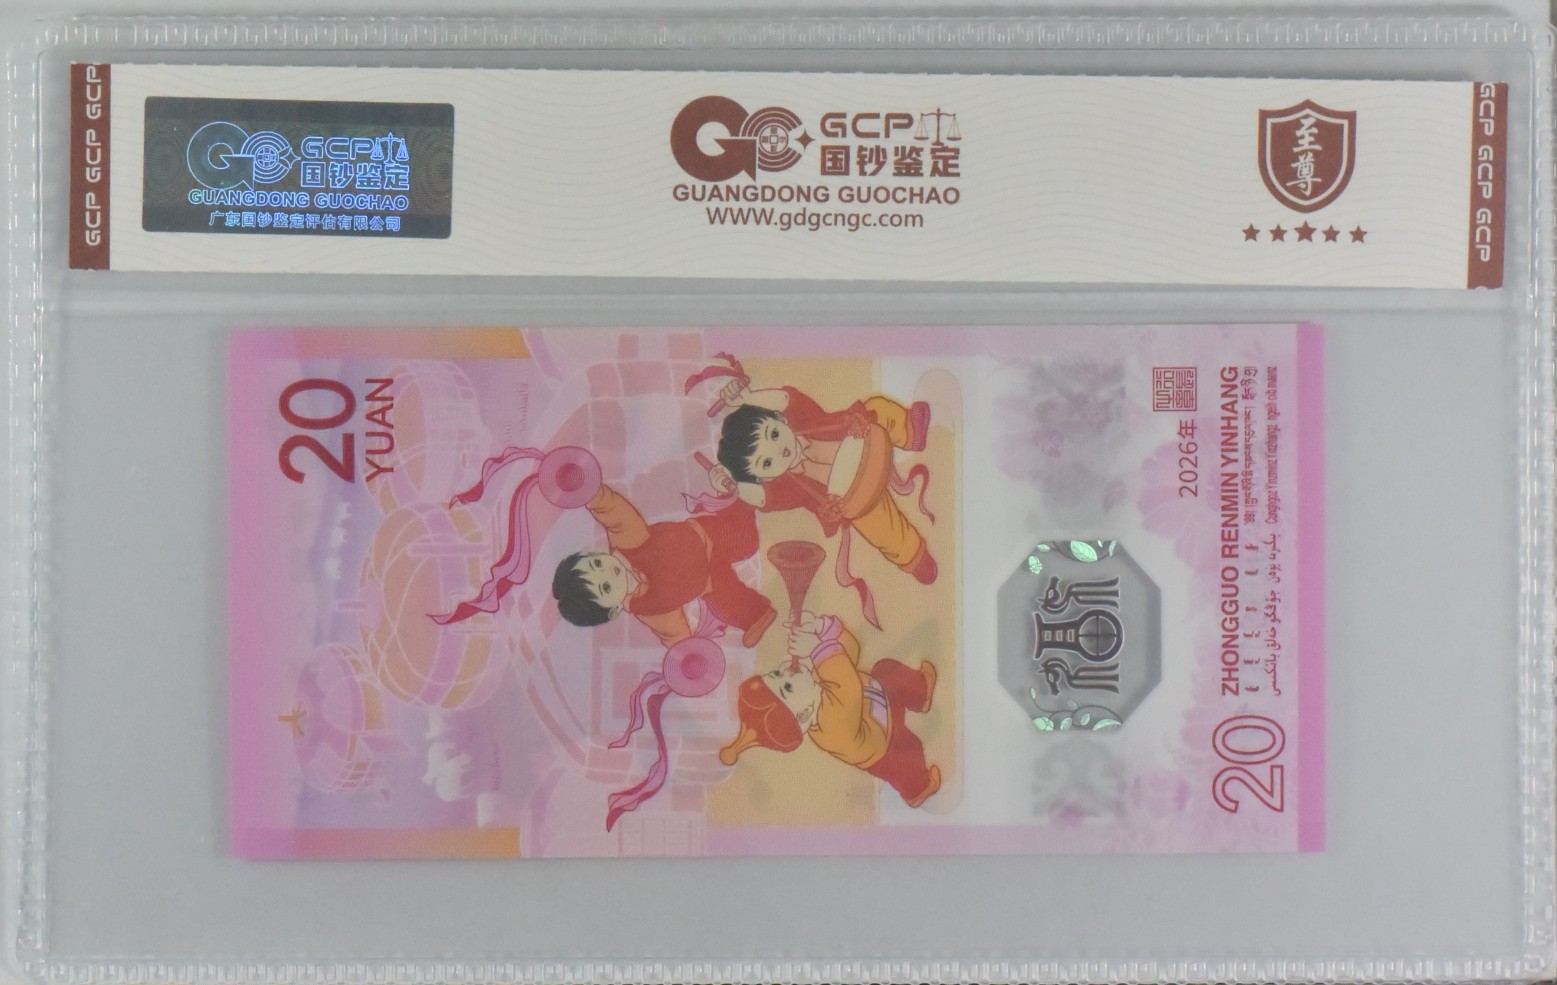 GCP GCP GCP
GCP
国钞鉴定
GUANGDONG GUOCHAO
广东国钞鉴定评估有限公司
GCP
国钞鉴定
GUANGDONG GUOCHAO
WWW.gdgcngc.com
至尊
GCP GCP GCP
20
YUAN
2026年
ZHONGGUO RENMIN YINHANG
20